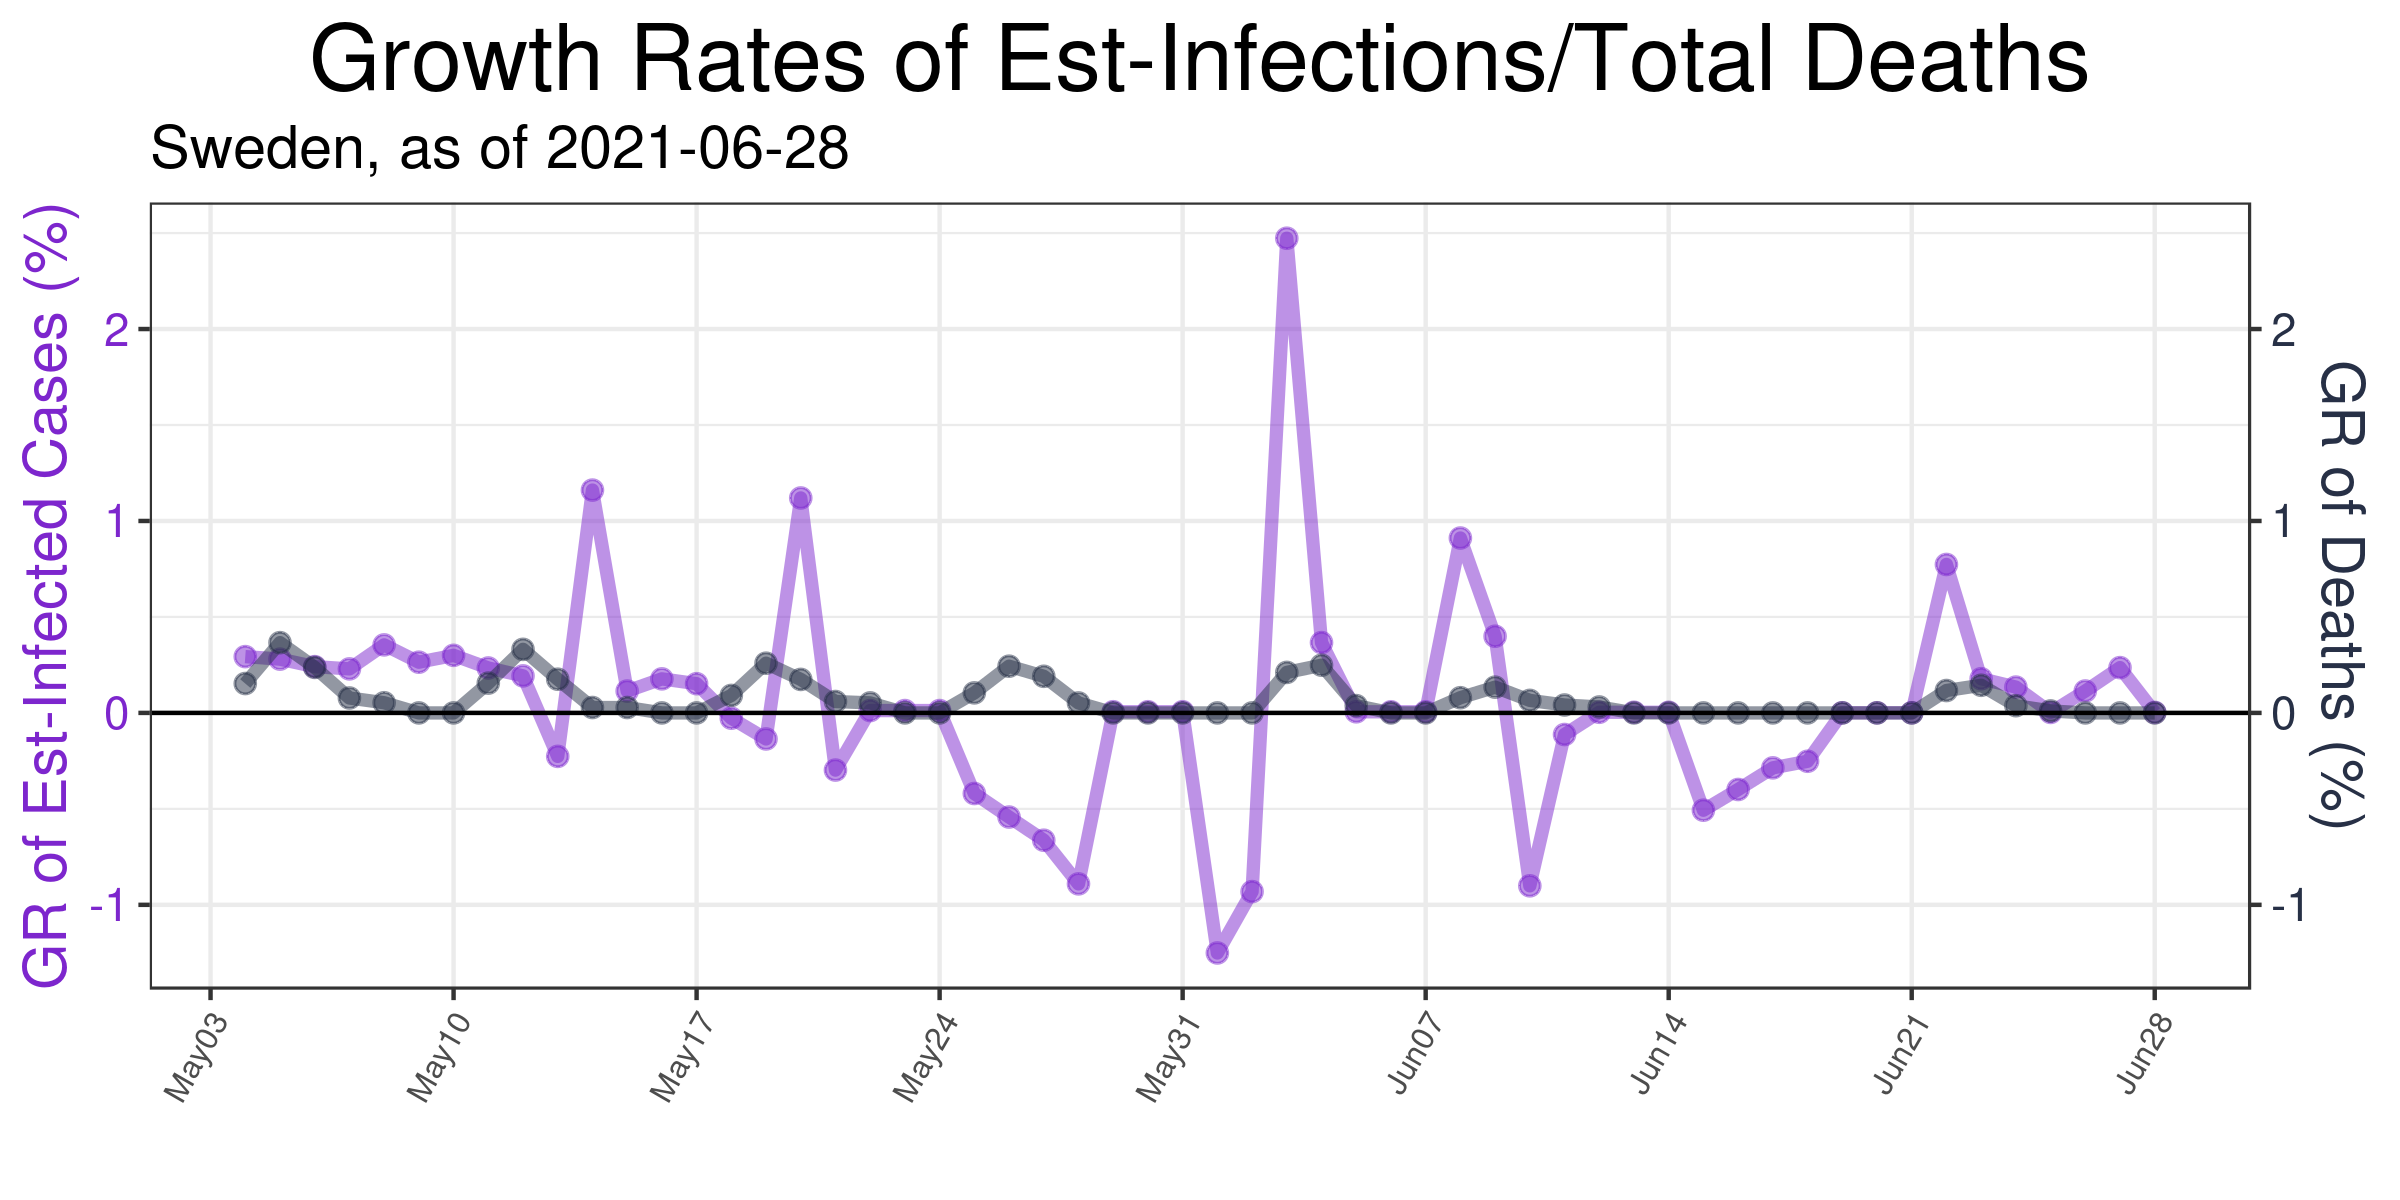 Growth Rates of Est-Infections/Total Deaths
Sweden, as of 2021-06-28
GR of Est-Infected Cases (%)
2
1
0
-1
2
1
0
-1
GR of Deaths (%)
May03
May10
May17
May24
May31
Jun07
Jun14
Jun21
Jun28